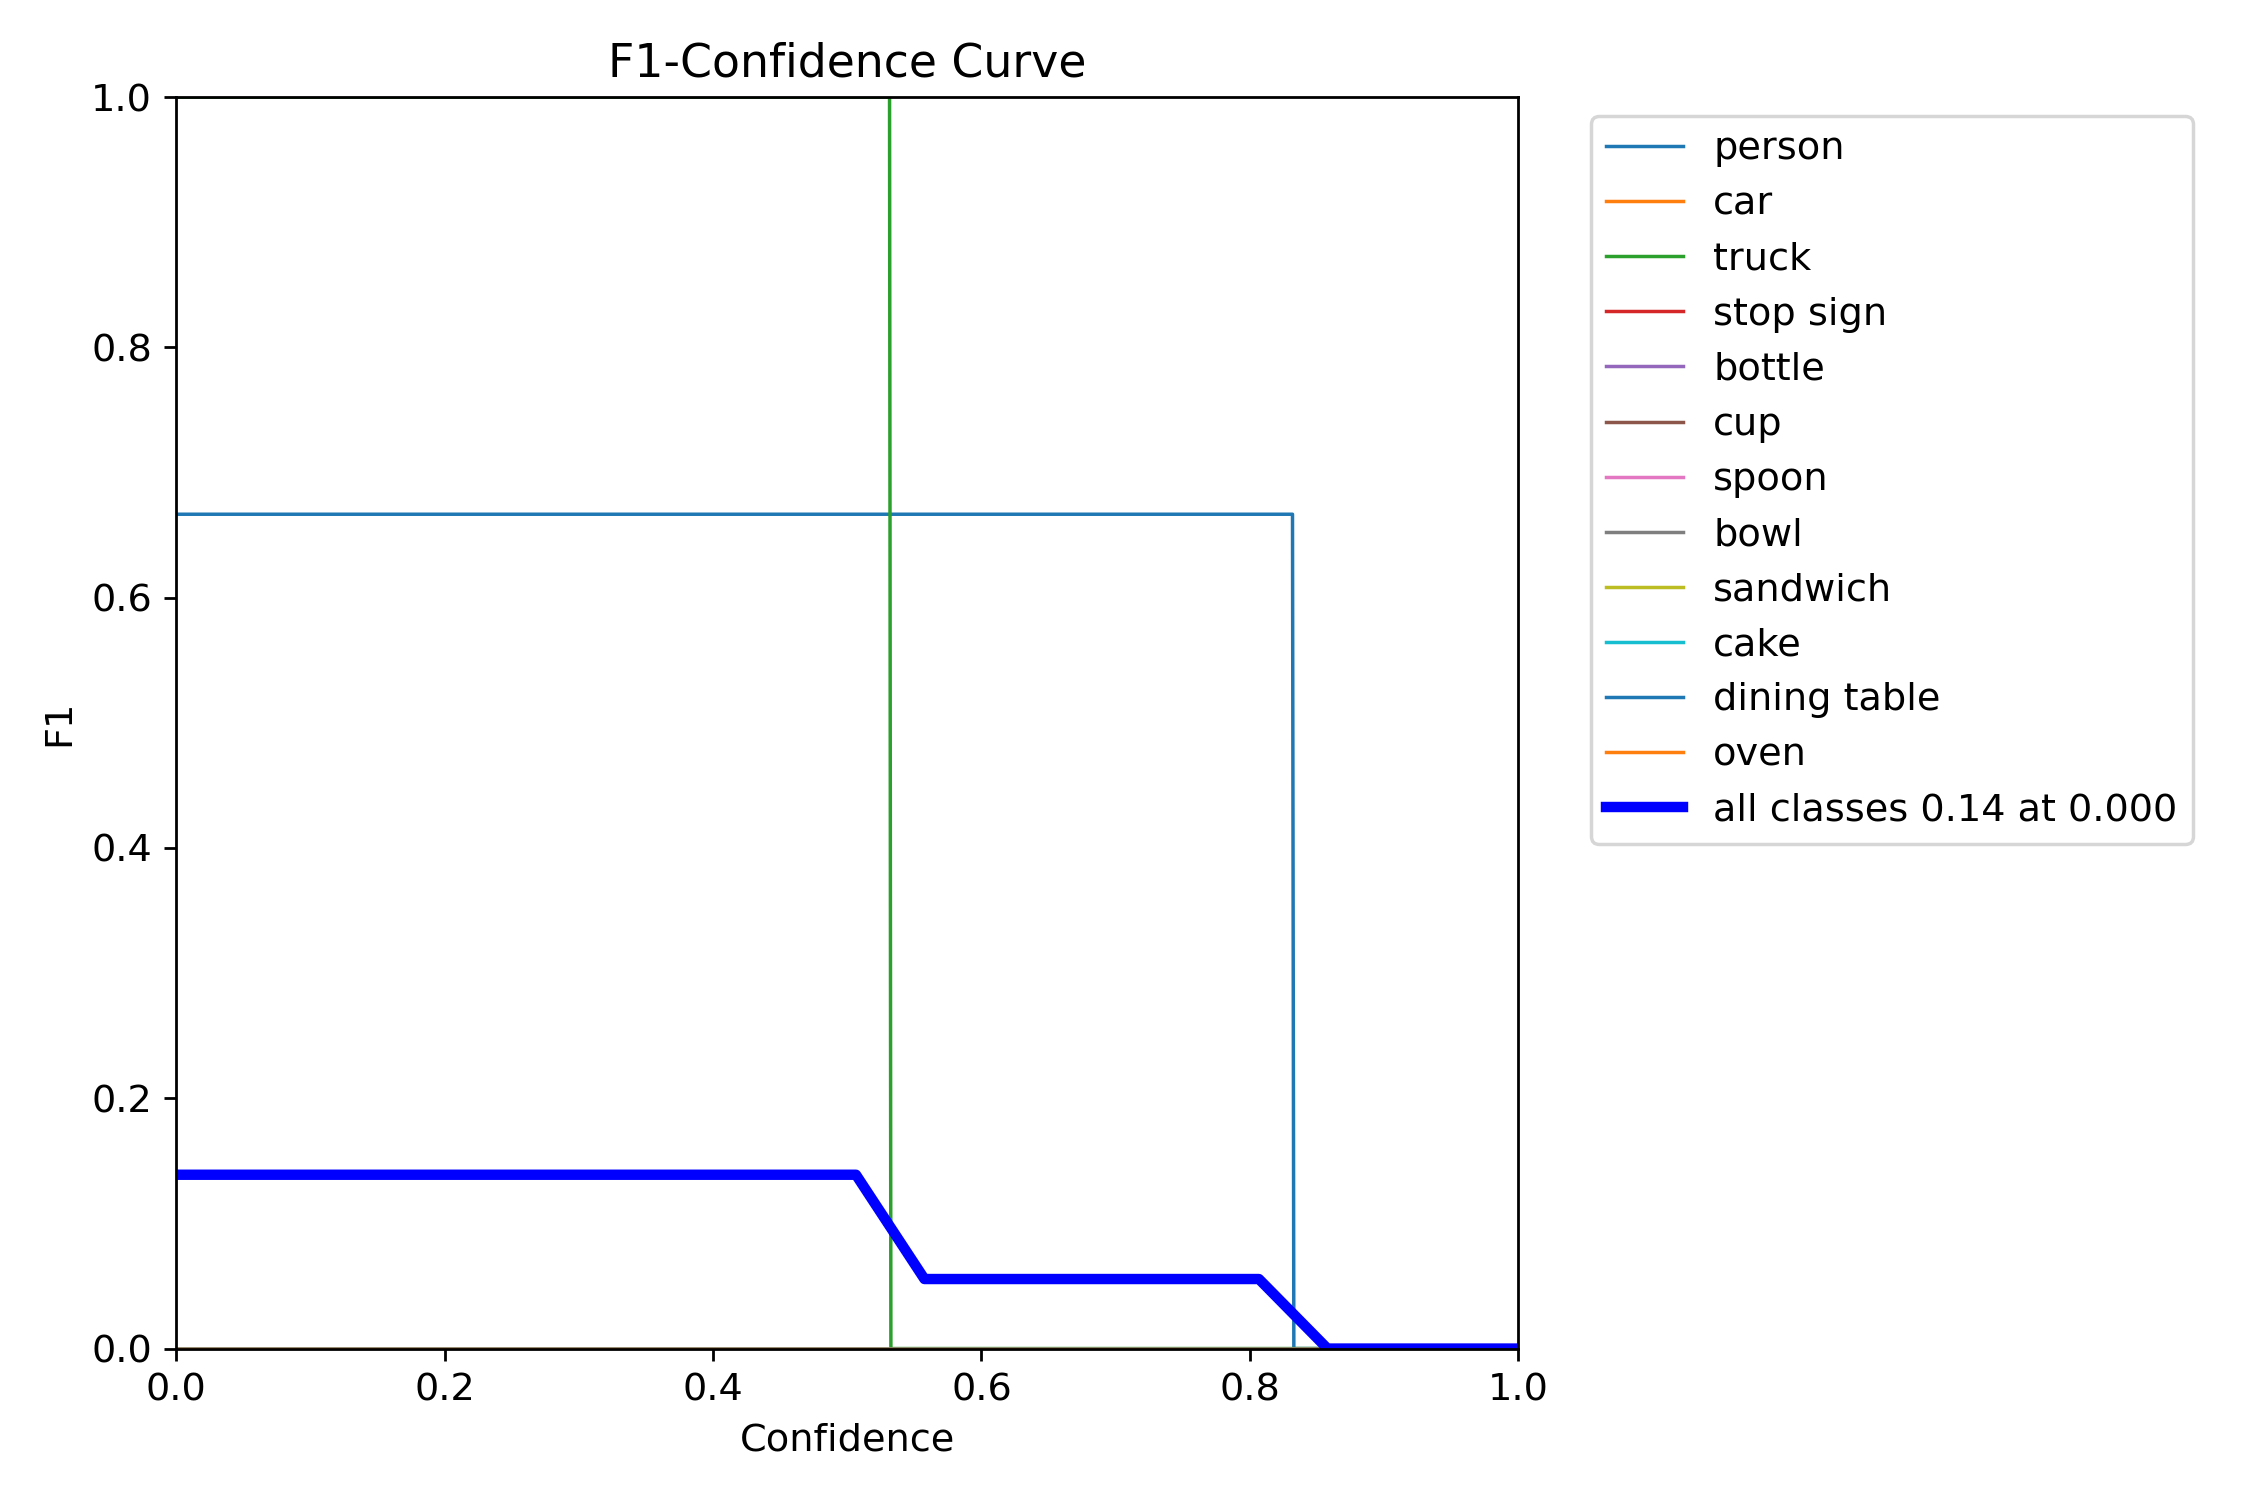 F1-Confidence Curve
1.0
0.8
0.6
0.4
0.2
0.0
F1
0.0 0.2 0.4 0.6 0.8 1.0
Confidence
person
car
truck
stop sign
bottle
cup
spoon
bowl
sandwich
cake
dining table
oven
all classes 0.14 at 0.000